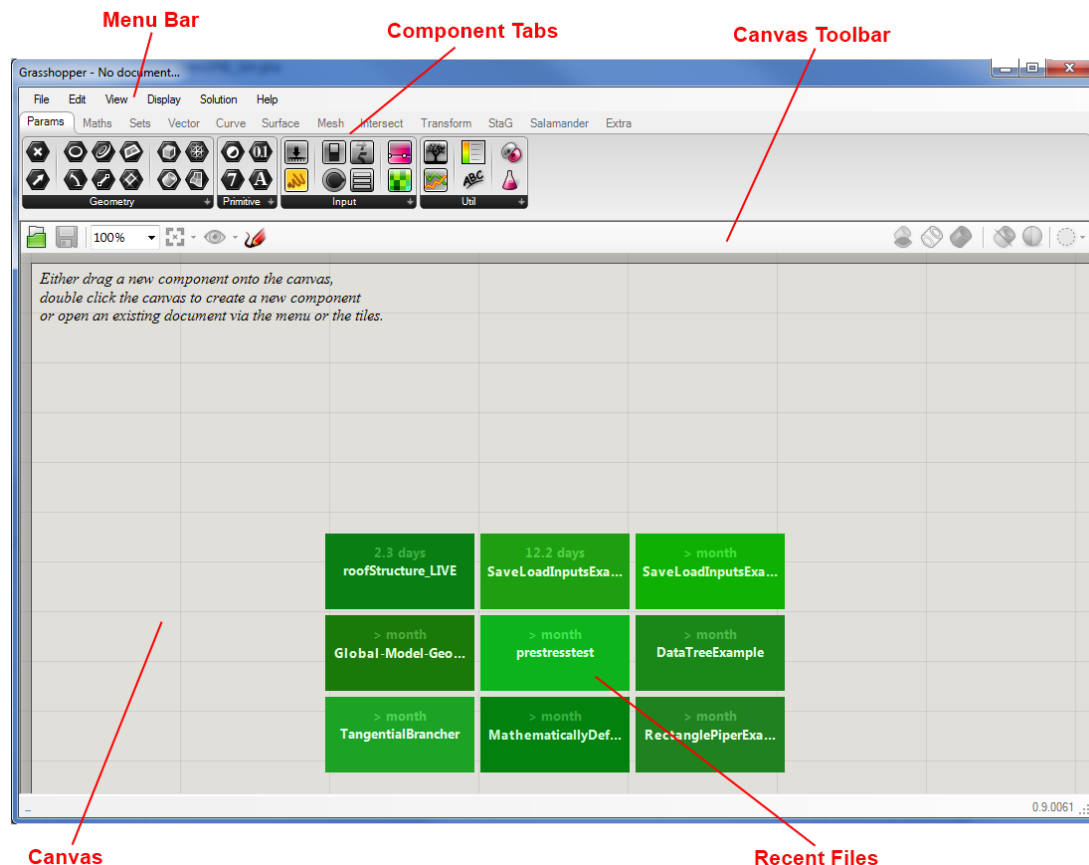 Menu Bar
Component Tabs
Canvas Toolbar
Grasshopper - No document...
File Edit View Display Solution Help
Params Maths Sets Vector Curve Surface Mesh Intersect Transform StaG Salamander Extra
0.1
7 A ABC
Geometry Primitive Input Util
100%
Either drag a new component onto the canvas,
double click the canvas to create a new component
or open an existing document via the menu or the tiles.
2.3 days 12.2 days > month
roofStructure_LIVE SaveLoadInputsExa... SaveLoadInputsExa...
> month > month > month
Global-Model-Geo... prestresstest DataTreeExample
> month > month > month
TangentialBrancher MathematicallyDef... RectanglePiperExa...
0.9.0061
Canvas
Recent Files